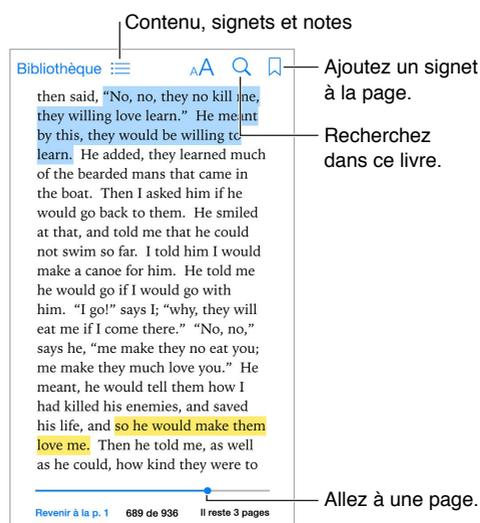 Contenu, signets et notes
Bibliothèque
AA
Ajoutez un signet
à la page.
Recherchez
dans ce livre.
then said, “No, no, they no kill me,
they willing love learn.” He meant
by this, they would be willing to
learn. He added, they learned much
of the bearded mans that came in
the boat. Then I asked him if he
would go back to them. He smiled
at that, and told me that he could
not swim so far. I told him I would
make a canoe for him. He told me
he would go if I would go with
him. “I go!” says I; “why, they will
eat me if I come there.” “No, no,”
says he, “me make they no eat you;
me make they much love you.” He
meant, he would tell them how I
had killed his enemies, and saved
his life, and so he would make them
love me. Then he told me, as well
as he could, how kind they were to
Allez à une page.
Revenir à la p. 1 689 de 936 Il reste 3 pages